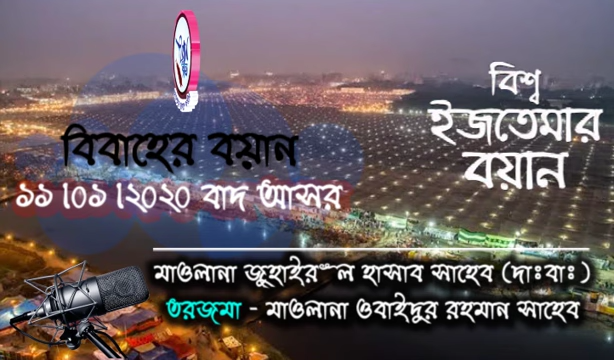 বিশ্ব
ইজতেমার
বয়ান
বিবাহের বয়ান
১১।০১।২০২০ বাদ আসর
মাওলানা জুহাইরুল হাসাব সাহেব (দাঃবাঃ)
তরজমা - মাওলানা ওবাইদুর রহমান সাহেব